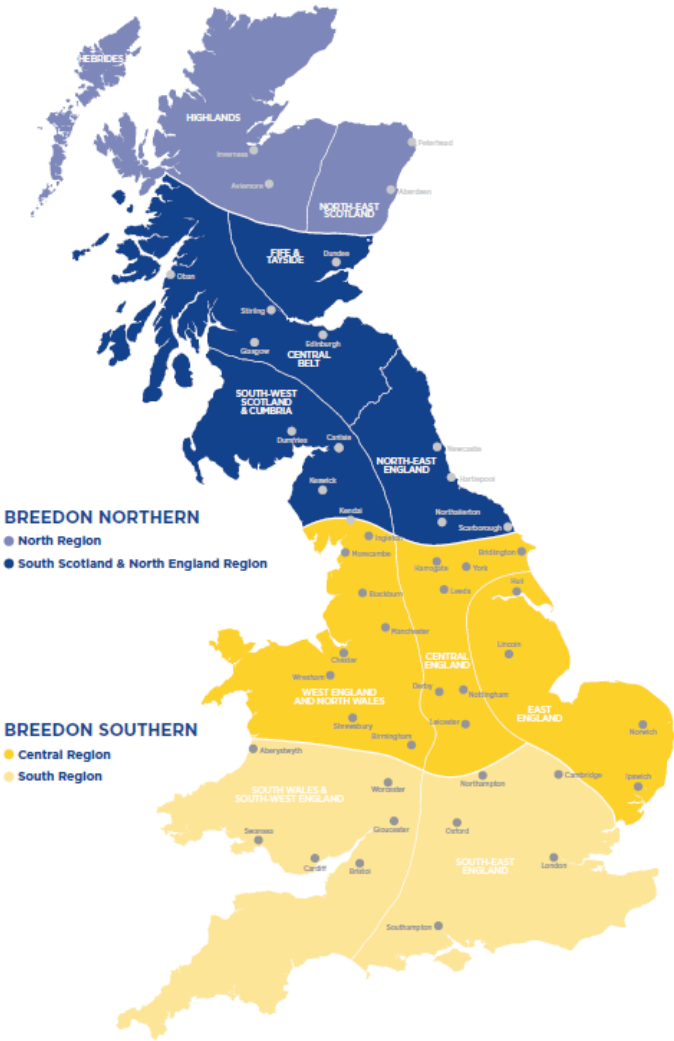 HEBRIDES
HIGHLANDS
Inverness
Peterhead
Aviemore
Aberdeen
NORTH-EAST
SCOTLAND
FIFE &
TAYSIDE
Dundee
Oban
Stirling
Edinburgh
Glasgow
CENTRAL
BELT
SOUTH-WEST
SCOTLAND
& CUMBRIA
Dumfries
Carlisle
Newcastle
NORTH-EAST
ENGLAND
Hartlepool
Keswick
Kendal
Northallerton
Scarborough
BREEDON NORTHERN
North Region
South Scotland & North England Region
Ingleton
Morecambe
Bridlington
Harrogate
York
Hull
Leeds
Blackburn
Manchester
Lincoln
Chester
CENTRAL
ENGLAND
Wrexham
WEST ENGLAND
AND NORTH WALES
Derby
Nottingham
EAST
ENGLAND
Shrewsbury
Leicester
Norwich
Birmingham
BREEDON SOUTHERN
Central Region
South Region
Aberystwyth
Cambridge
Ipswich
Northampton
Worcester
SOUTH WALES &
SOUTH-WEST ENGLAND
Swansea
Gloucester
Oxford
Cardiff
Bristol
SOUTH-EAST
ENGLAND
London
Southampton